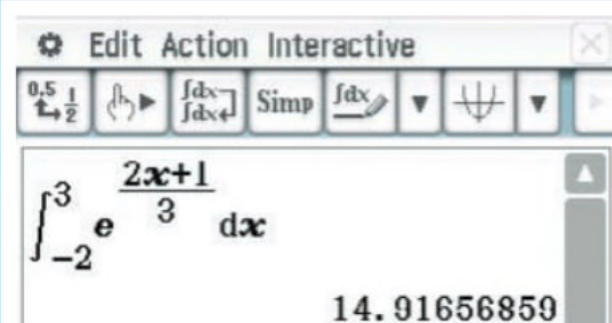 Edit Action Interactive
0.5 1/2 ∫dx ∫dx Simp ∫dx
∫_{-2}^{3} e^{\frac{2x+1}{3}} dx
14.91656859